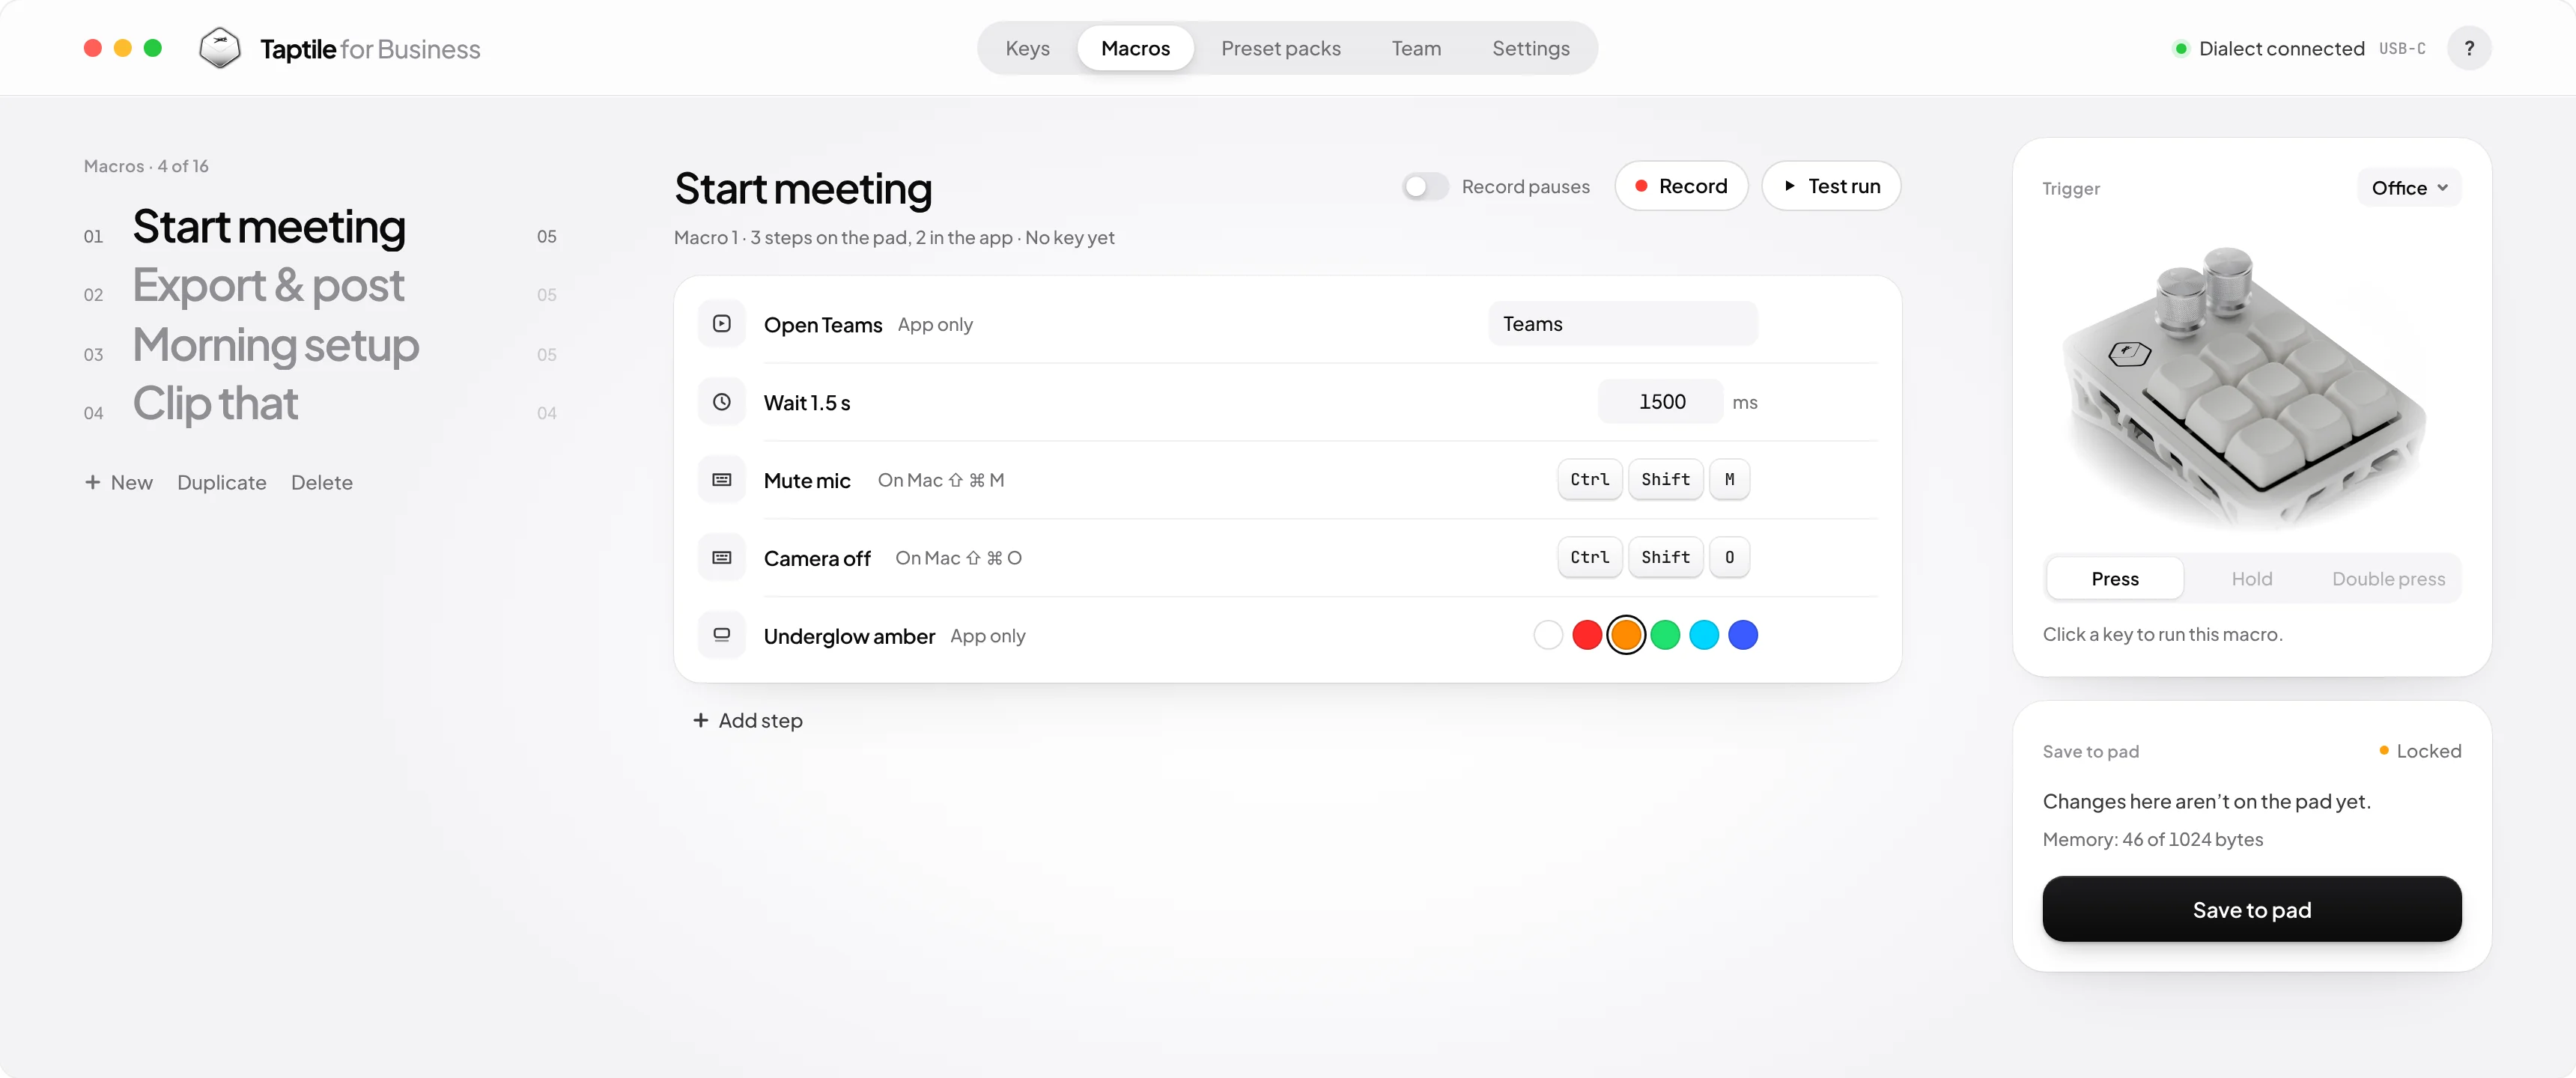 Taptile for Business
Keys
Macros
Preset packs
Team
Settings
Dialect connected USB-C
?
Macros · 4 of 16
01 Start meeting 05
02 Export & post 05
03 Morning setup 05
04 Clip that 04
+ New Duplicate Delete
Start meeting
Macro 1 · 3 steps on the pad, 2 in the app · No key yet
Record pauses
Record
Test run
Open Teams App only Teams
Wait 1.5 s 1500 ms
Mute mic On Mac ⇧ ⌘ M Ctrl Shift M
Camera off On Mac ⇧ ⌘ O Ctrl Shift O
Underglow amber App only
+ Add step
Trigger
Office
Press
Hold
Double press
Click a key to run this macro.
Save to pad
Locked
Changes here aren’t on the pad yet.
Memory: 46 of 1024 bytes
Save to pad